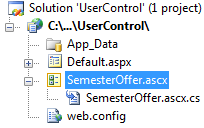 Solution 'UserControl' (1 project)
C:\...\UserControl\
App_Data
Default.aspx
SemesterOffer.ascx
SemesterOffer.ascx.cs
web.config